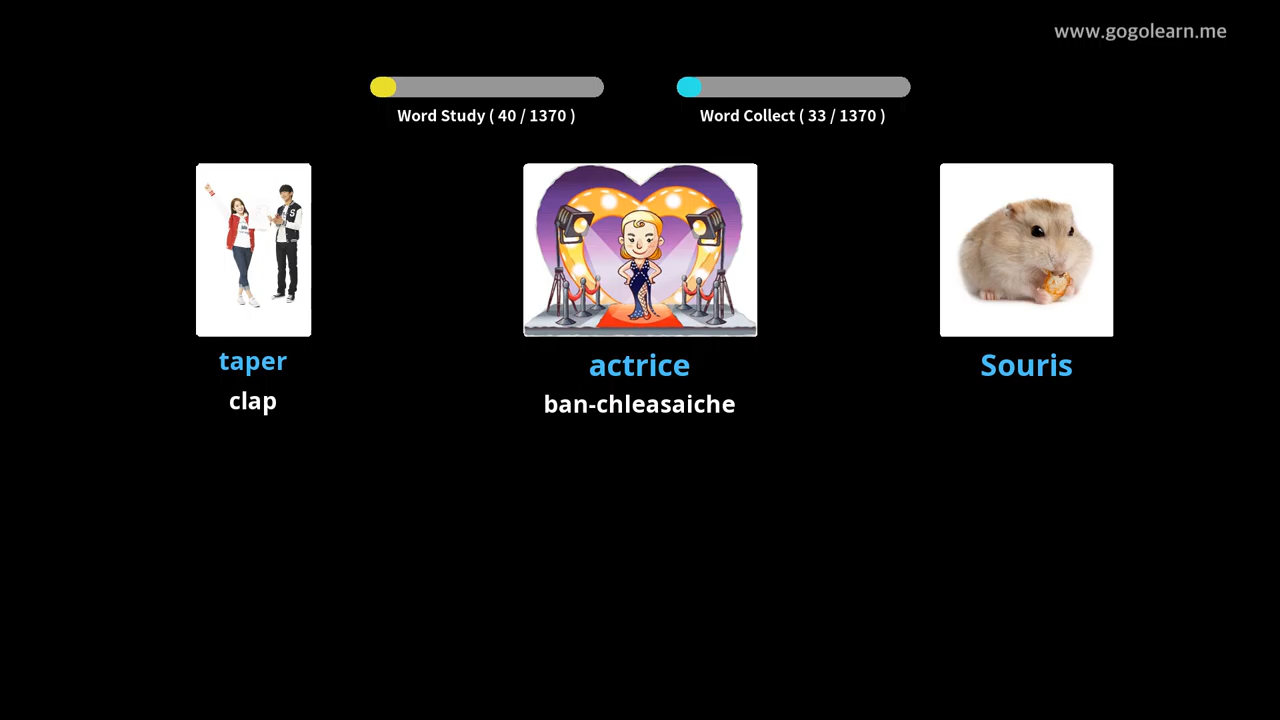 www.gogolearn.me
Word Study ( 40 / 1370 )
Word Collect ( 33 / 1370 )
taper
clap
actrice
ban-chleasaiche
Souris